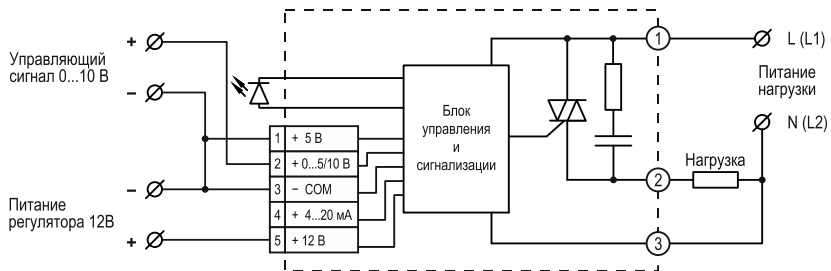 Управляющий
сигнал 0...10 В
+
−
Питание
регулятора 12В
−
+
1 + 5 В
2 + 0...5/10 В
3 − COM
4 + 4...20 мА
5 + 12 В
Блок
управления
и
сигнализации
1
2
3
L (L1)
Питание
нагрузки
N (L2)
Нагрузка